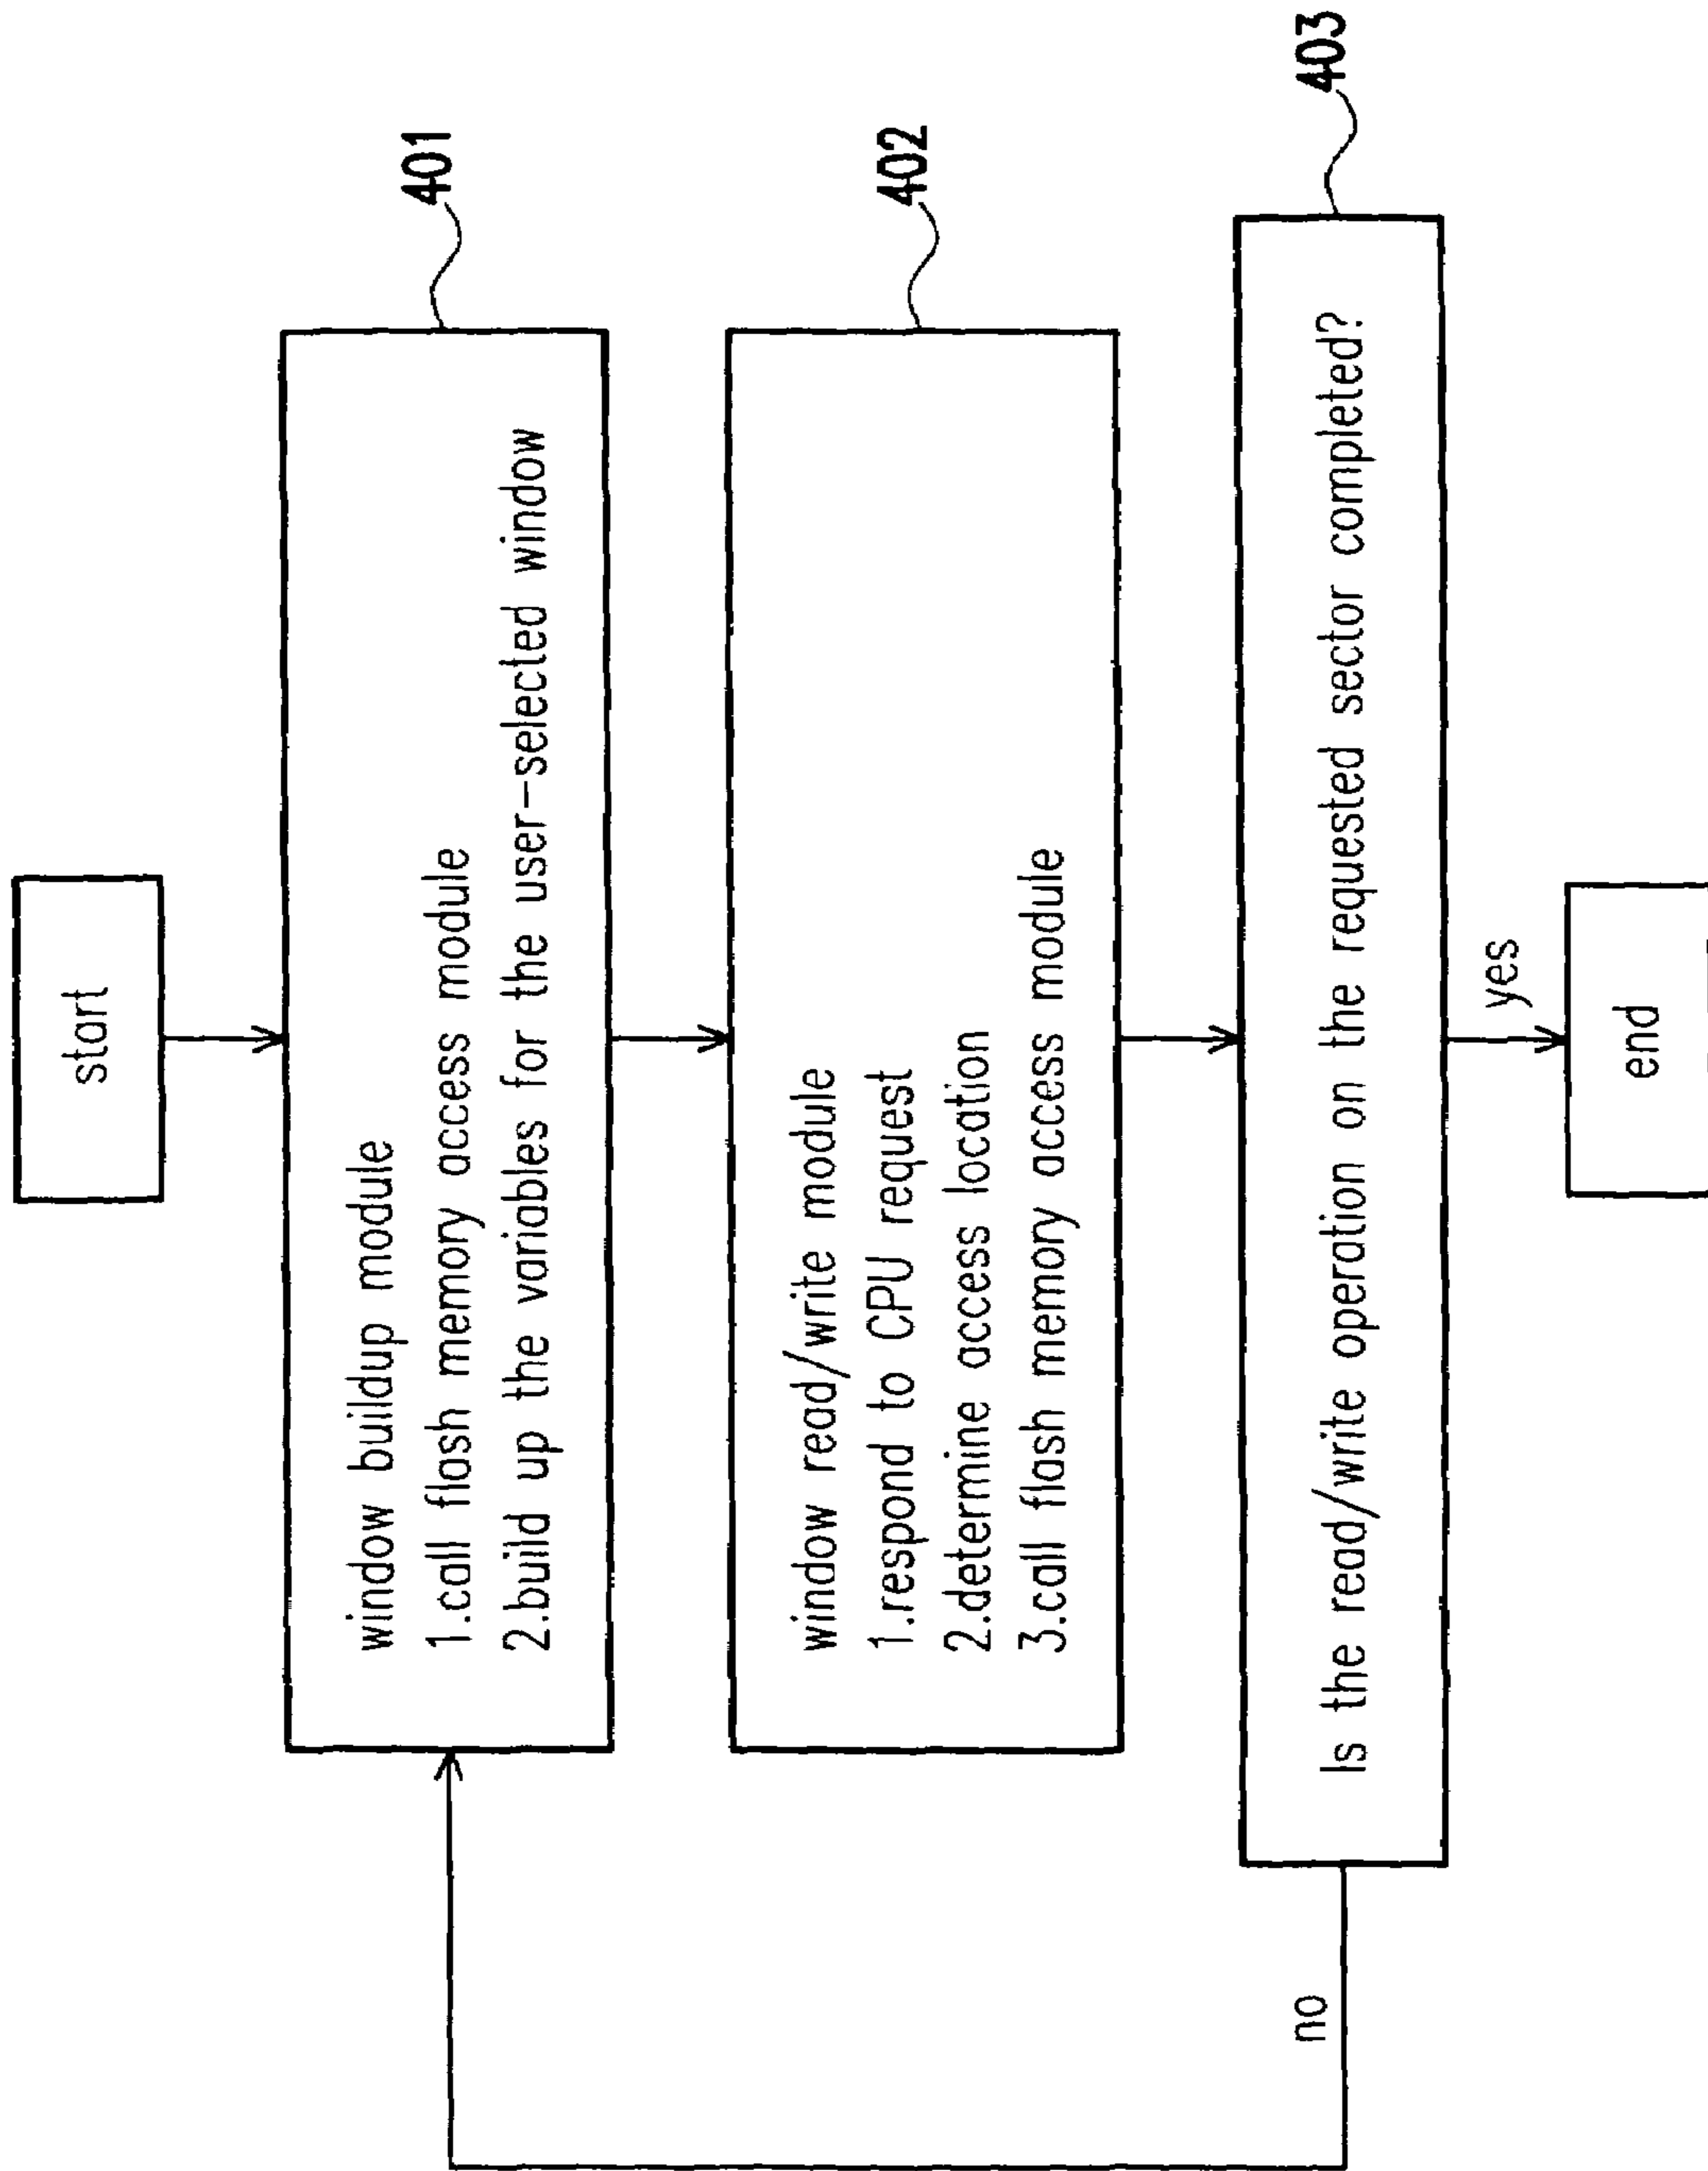 start
window buildup module
1.call flash memory access module
2.build up the variables for the user-selected window
401
window read/write module
1.respond to CPU request
2.determine access location
3.call flash memory access module
402
Is the read/write operation on the requested sector completed?
403
no
yes
end